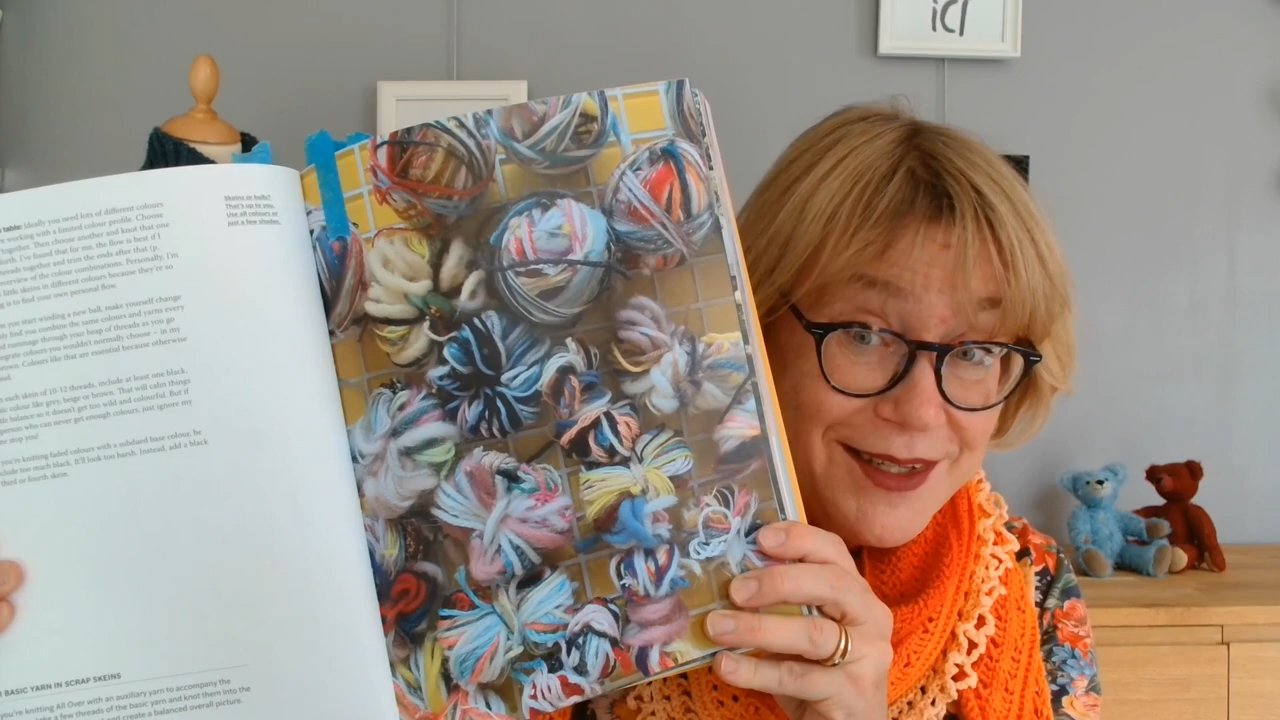 table: Ideally you need lots of different colours
working with a limited colour profile. Choose
together. Then choose another and knot that one
forth. I've found that for me, the flow is best if I
threads together and trim the ends after that (p.
overview of the colour combinations. Personally, I'm
little skeins in different colours because they're so
is to find your own personal flow.
you start winding a new ball, make yourself change
find you combine the same colours and yarns every
rummage through your heap of threads as you go
colours you wouldn't normally choose – in my
Colours like that are essential because otherwise
each skein of 10-12 threads, include at least one black,
colour like grey, beige or brown. That will calm things
balance so it doesn't get too wild and colourful. But if
person who can never get enough colours, just ignore my
stop you!
you're knitting faded colours with a subdued base colour, be
include too much black. It'll look too harsh. Instead, add a black
third or fourth skein.
Skeins or balls?
That's up to you.
Use all colours or
just a few shades.
BASIC YARN IN SCRAP SKEINS
you're knitting All Over with an auxiliary yarn to accompany the
take a few threads of the basic yarn and knot them into the
and create a balanced overall picture.
ici